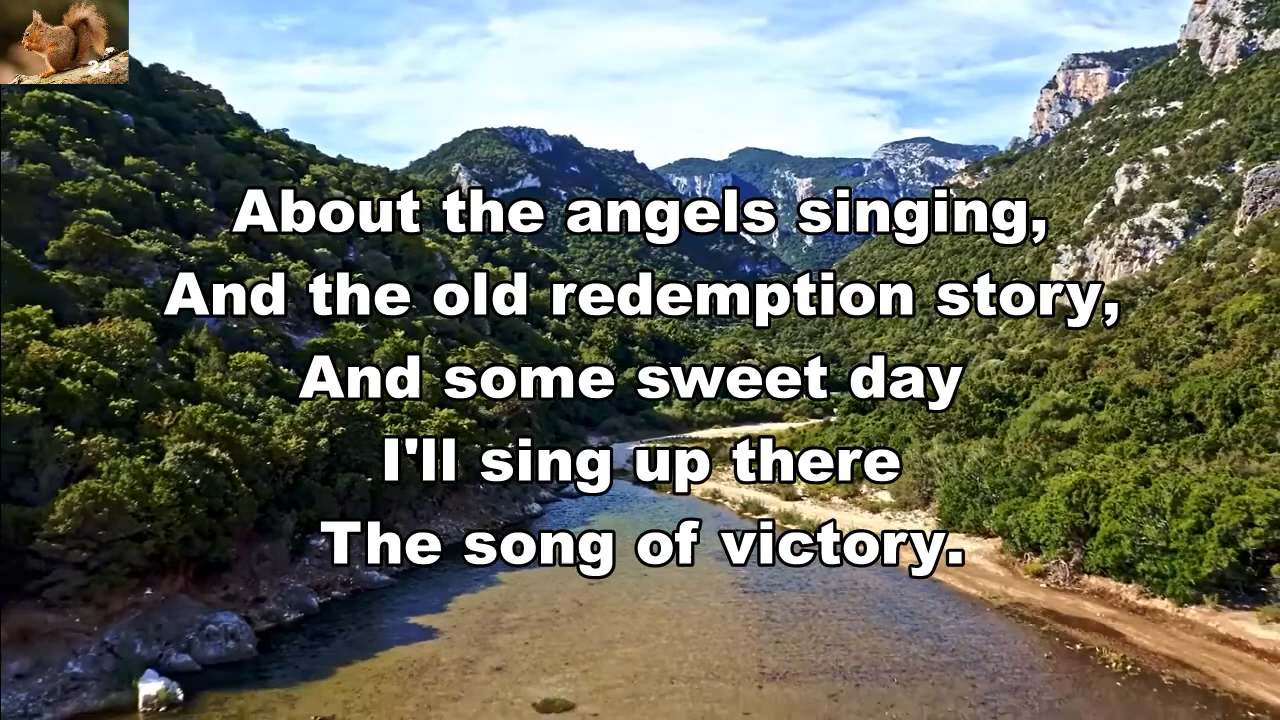 24
About the angels singing,
And the old redemption story,
And some sweet day
I'll sing up there
The song of victory.